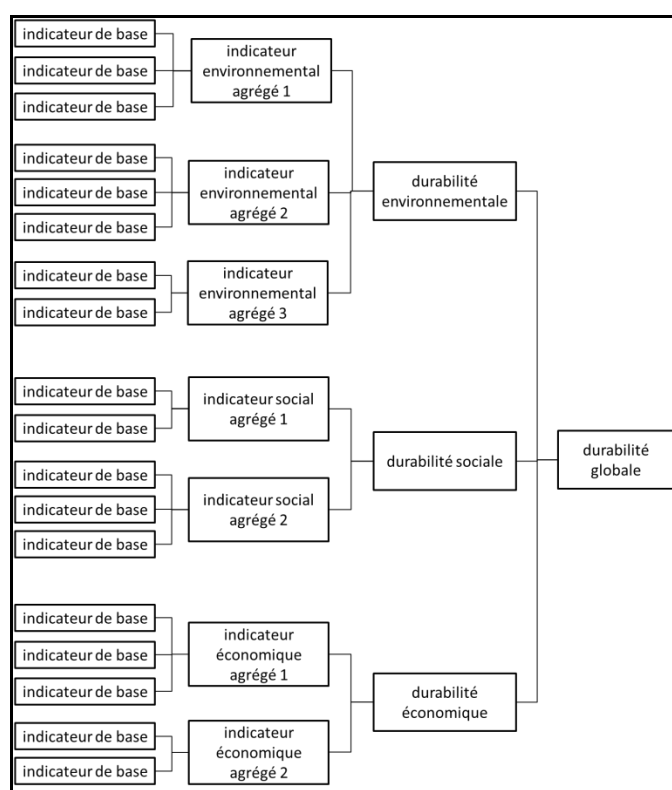 indicateur de base
indicateur de base
indicateur de base
indicateur
environnemental
agrégé 1
indicateur de base
indicateur de base
indicateur de base
indicateur
environnemental
agrégé 2
indicateur de base
indicateur de base
indicateur
environnemental
agrégé 3
durabilité
environnementale
indicateur de base
indicateur de base
indicateur social
agrégé 1
indicateur de base
indicateur de base
indicateur de base
indicateur social
agrégé 2
durabilité sociale
indicateur de base
indicateur de base
indicateur de base
indicateur
économique
agrégé 1
indicateur de base
indicateur de base
indicateur
économique
agrégé 2
durabilité
économique
durabilité
globale